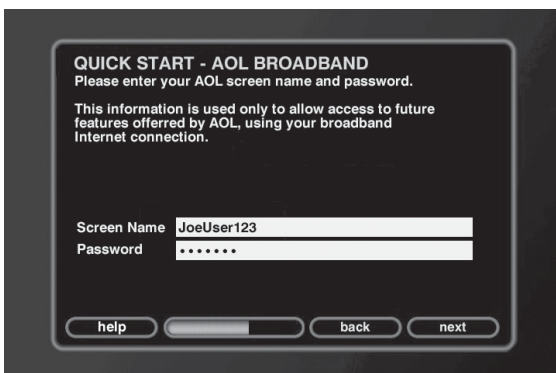 QUICK START - AOL BROADBAND
Please enter your AOL screen name and password.
This information is used only to allow access to future
features offerred by AOL, using your broadband
Internet connection.
Screen Name JoeUser123
Password •••••••
help back next